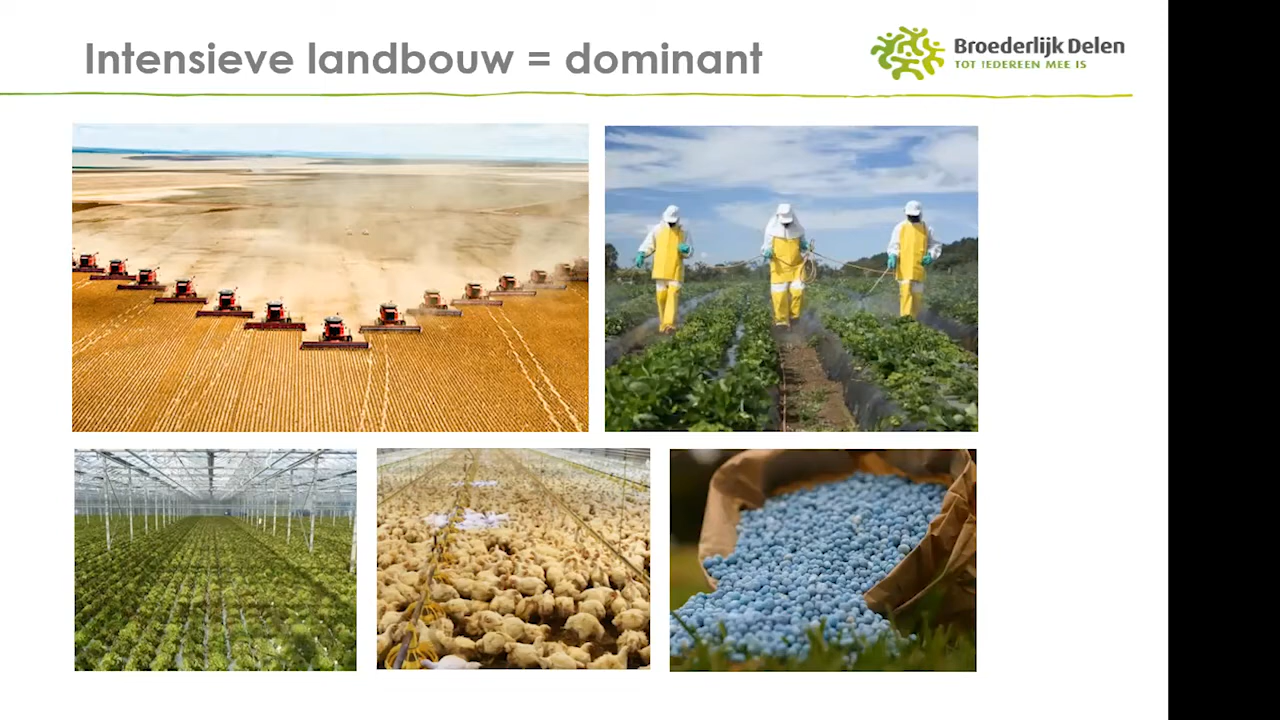 Intensieve landbouw = dominant
Broederlijk Delen
TOT IEDEREEN MEE IS